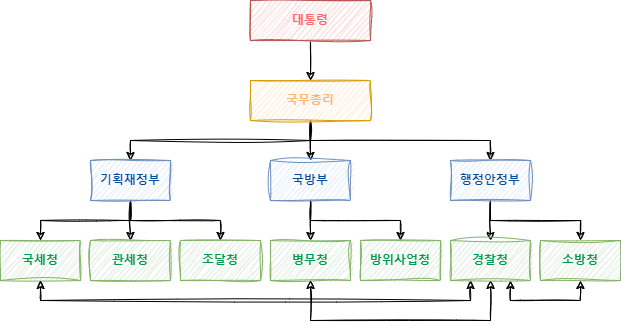 대통령
국무총리
기획재정부
국방부
행정안정부
국세청
관세청
조달청
병무청
방위사업청
경찰청
소방청